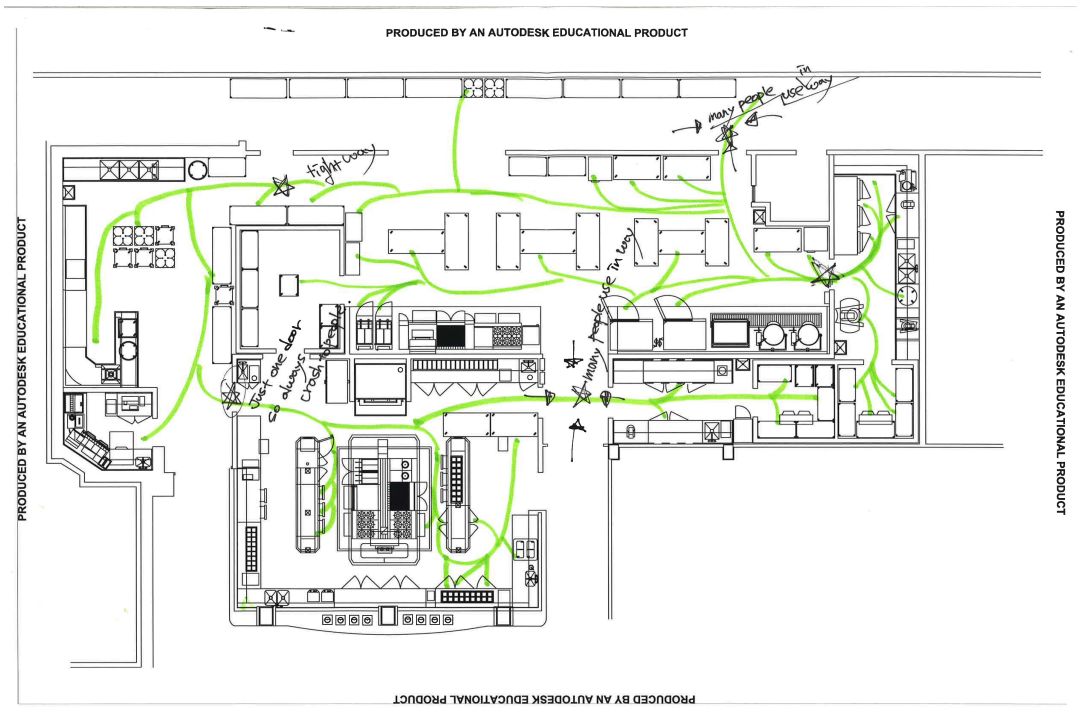 PRODUCED BY AN AUTODESK EDUCATIONAL PRODUCT
many people in
use way
tight way
many people use in way
Just one door
so always
crash to people
PRODUCED BY AN AUTODESK EDUCATIONAL PRODUCT
PRODUCED BY AN AUTODESK EDUCATIONAL PRODUCT
PRODUCED BY AN AUTODESK EDUCATIONAL PRODUCT